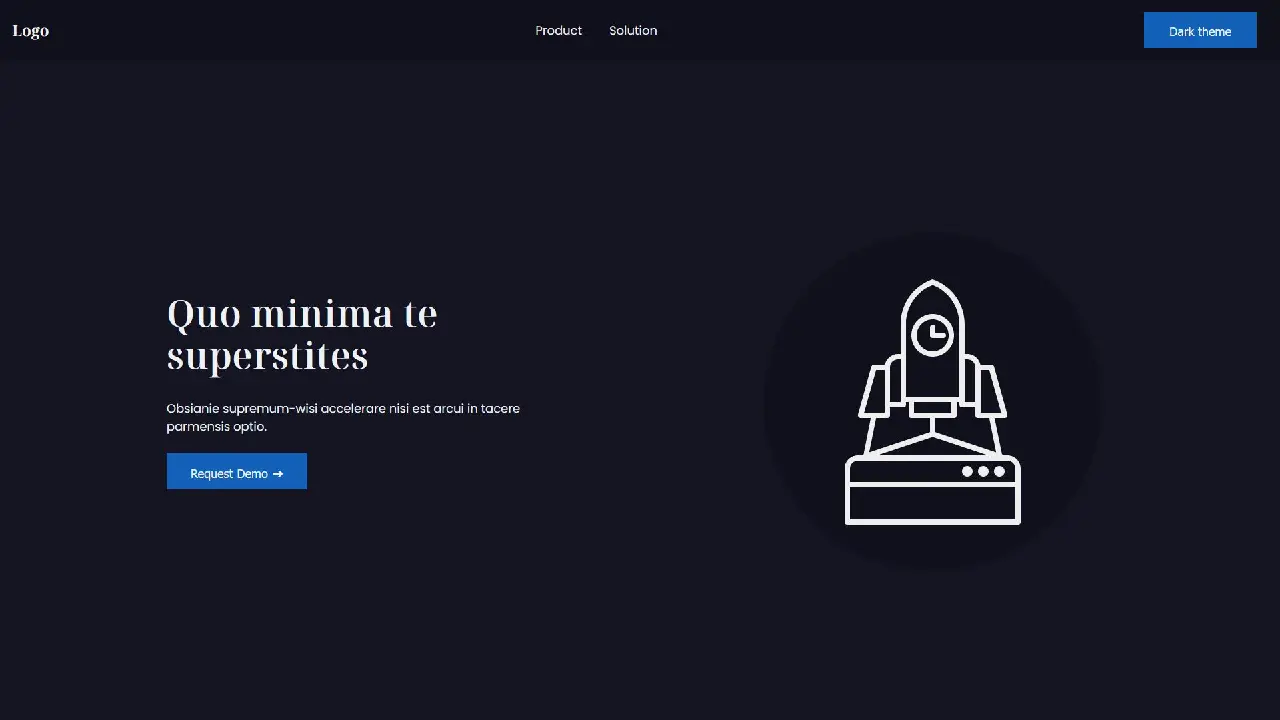 Logo
Product
Solution
Dark theme
Quo minima te
superstites
Obsianie supremum-wisi accelerare nisi est arcui in tacere
parmensis optio.
Request Demo ➔